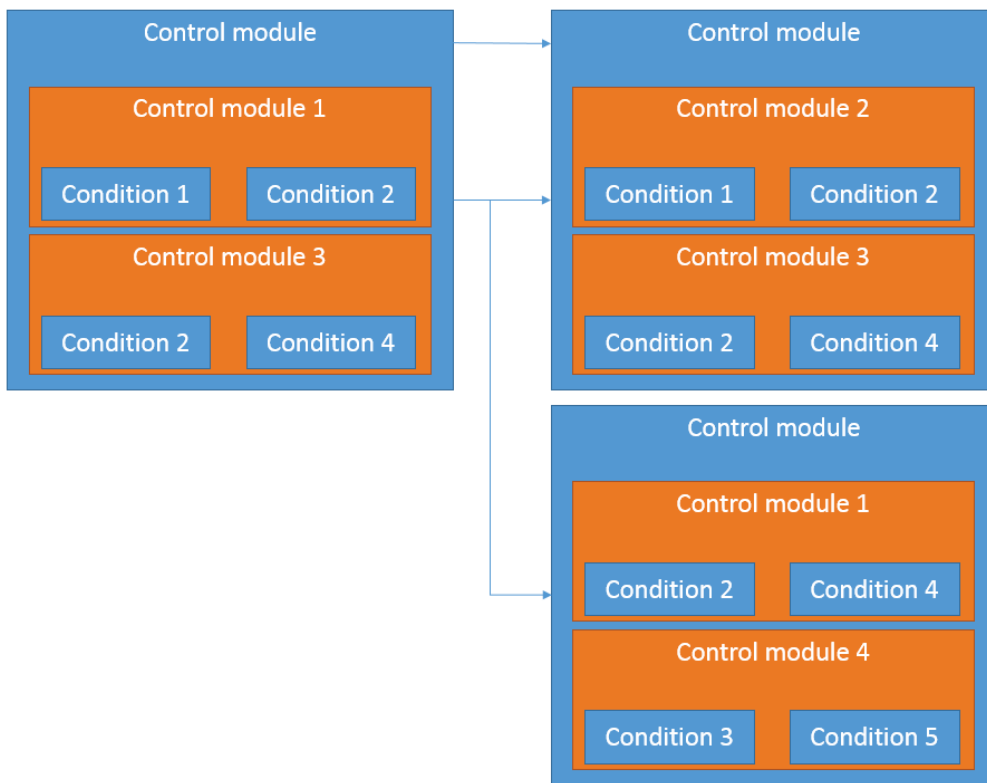 Control module
Control module 1
Condition 1
Condition 2
Control module 3
Condition 2
Condition 4
Control module
Control module 2
Condition 1
Condition 2
Control module 3
Condition 2
Condition 4
Control module
Control module 1
Condition 2
Condition 4
Control module 4
Condition 3
Condition 5